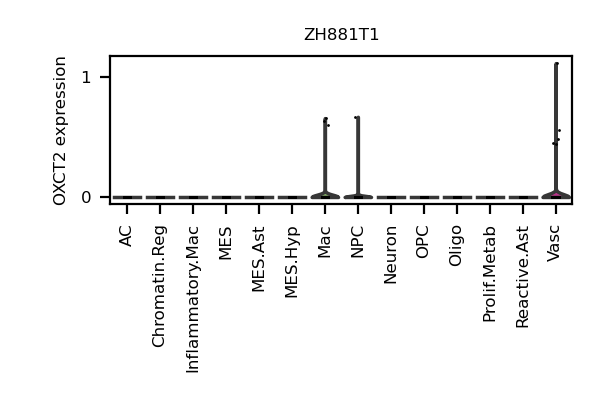 ZH881T1
OXCT2 expression
1
0
AC
Chromatin.Reg
Inflammatory.Mac
MES
MES.Ast
MES.Hyp
Mac
NPC
Neuron
OPC
Oligo
Prolif.Metab
Reactive.Ast
Vasc